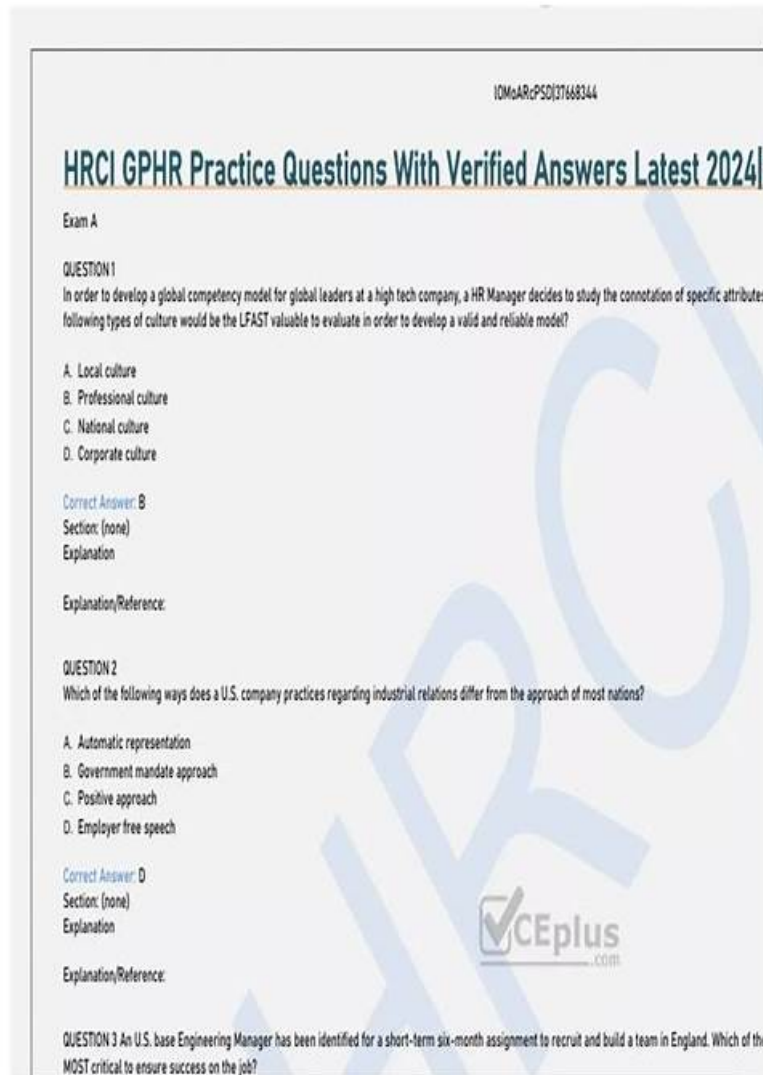 IOMoARcPSD|37668344
HRCI GPHR Practice Questions With Verified Answers Latest 2024|
Exam A
QUESTION 1
In order to develop a global competency model for global leaders at a high tech company, a HR Manager decides to study the connotation of specific attributes
following types of culture would be the LFAST valuable to evaluate in order to develop a valid and reliable model?
A. Local culture
B. Professional culture
C. National culture
D. Corporate culture
Correct Answer: B
Section: (none)
Explanation
Explanation/Reference:
QUESTION 2
Which of the following ways does a U.S. company practices regarding industrial relations differ from the approach of most nations?
A. Automatic representation
B. Government mandate approach
C. Positive approach
D. Employer free speech
Correct Answer: D
Section: (none)
Explanation
VCEplus
.com
Explanation/Reference:
QUESTION 3 An U.S. base Engineering Manager has been identified for a short-term six-month assignment to recruit and build a team in England. Which of the
MOST critical to ensure success on the job?
HRCI